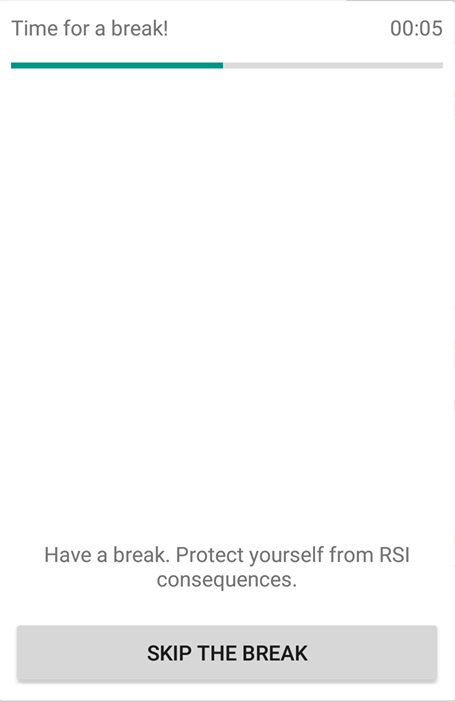 Time for a break! 00:05
Have a break. Protect yourself from RSI
consequences.
SKIP THE BREAK